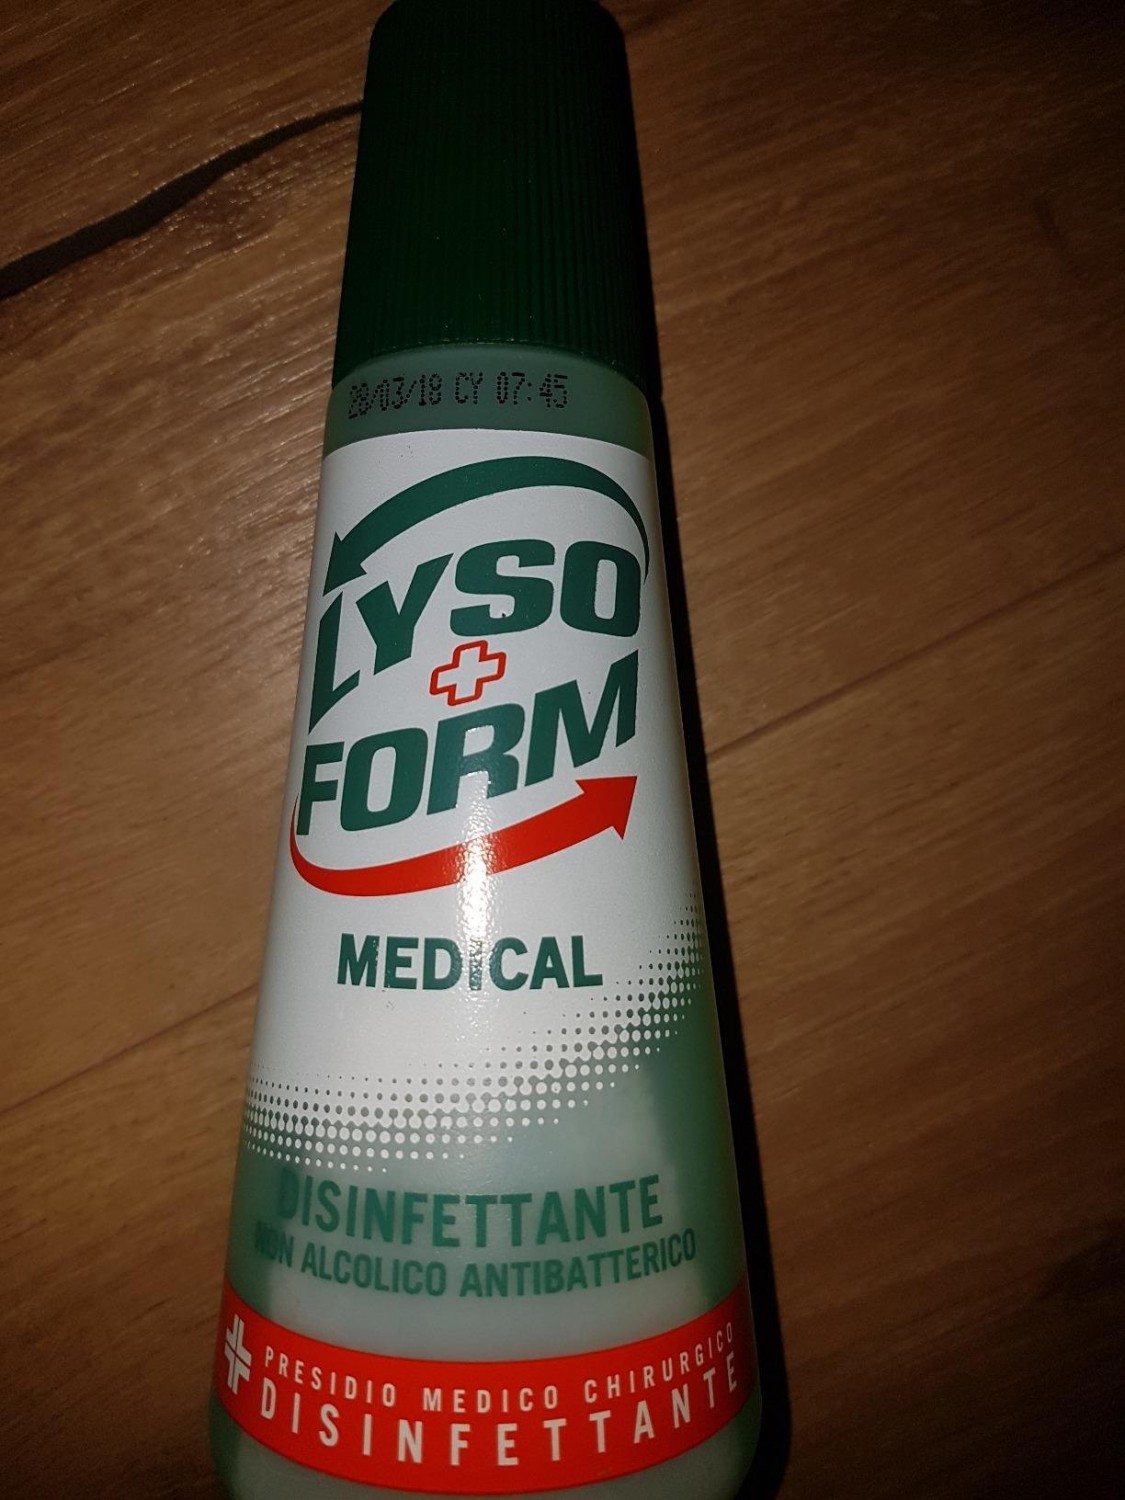 28/03/18 CY 07:45
LYSO
FORM
MEDICAL
DISINFETTANTE
NON ALCOLICO ANTIBATTERICO
PRESIDIO MEDICO CHIRURGICO
DISINFETTANTE